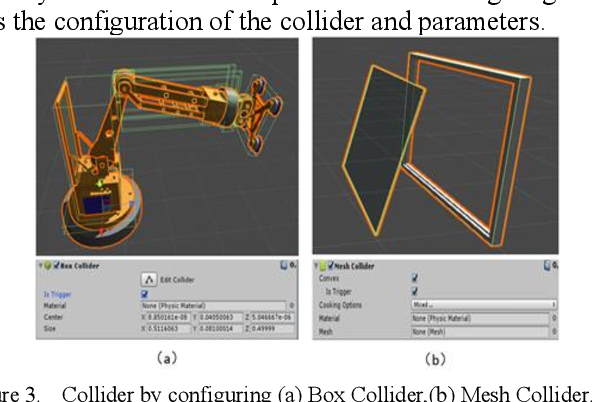 s the configuration of the collider and parameters.
Box Collider
Edit Collider
Is Trigger
Material None (Physic Material)
Center X 8.850161e-08 Y 0.04050063 Z 5.046667e-06
Size X 0.5116063 Y 0.08100014 Z 0.49999
Mesh Collider
Convex
Is Trigger
Cooking Options Mixed ...
Material None (Physic Material)
Mesh None (Mesh)
(a)
(b)
ure 3. Collider by configuring (a) Box Collider.(b) Mesh Collider.